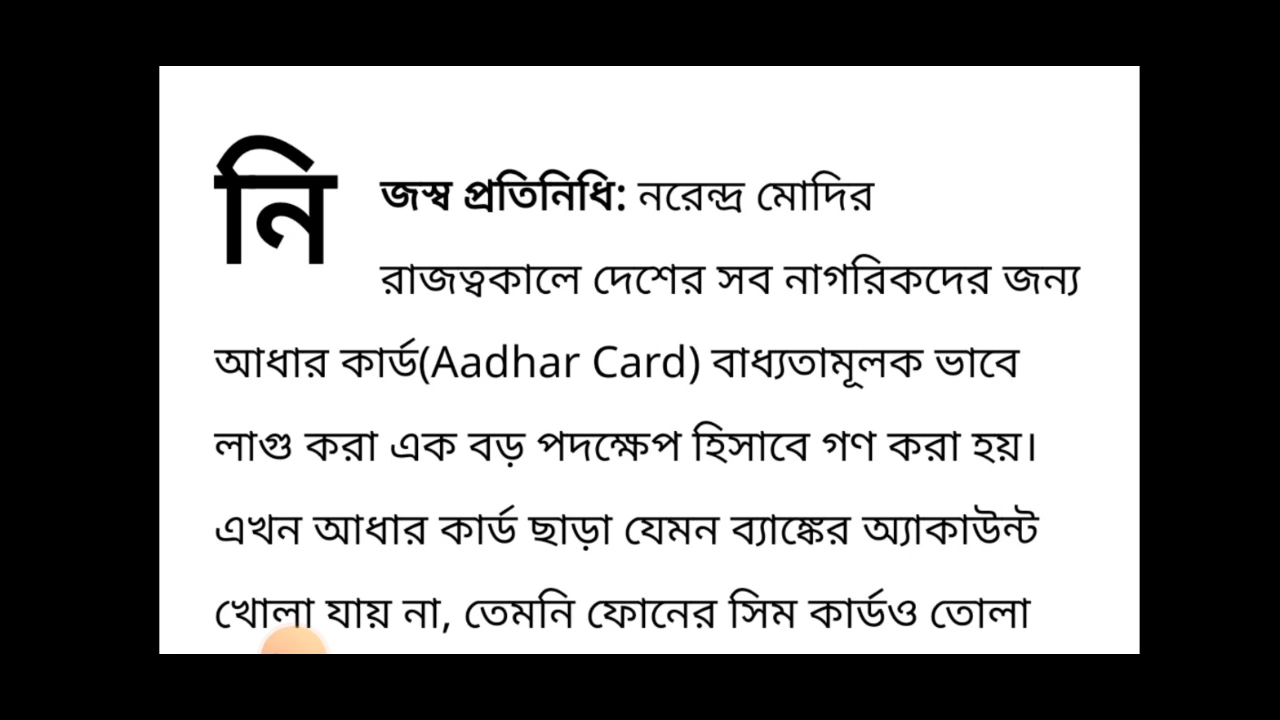 নিজস্ব প্রতিনিধি: নরেন্দ্র মোদির
রাজত্বকালে দেশের সব নাগরিকদের জন্য
আধার কার্ড(Aadhar Card) বাধ্যতামূলক ভাবে
লাগু করা এক বড় পদক্ষেপ হিসাবে গণ করা হয়।
এখন আধার কার্ড ছাড়া যেমন ব্যাঙ্কের অ্যাকাউন্ট
খোলা যায় না, তেমনি ফোনের সিম কার্ডও তোলা